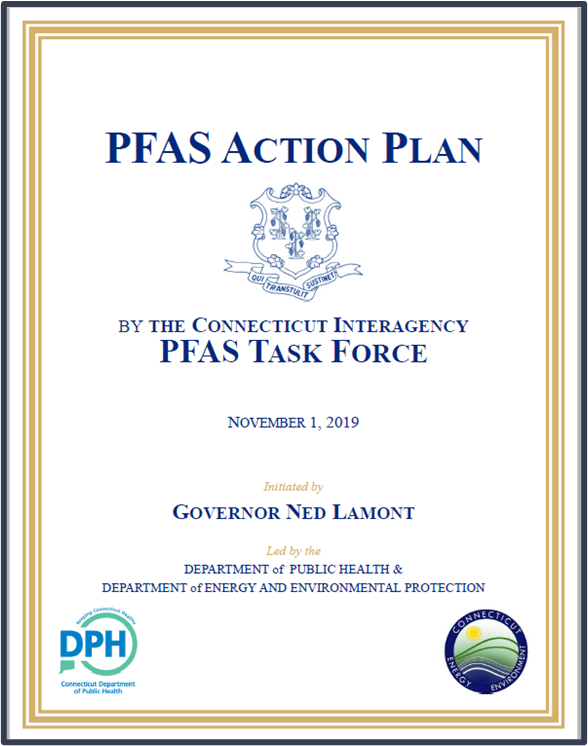 PFAS ACTION PLAN
QUI TRANSTULIT SUSTINET
BY THE CONNECTICUT INTERAGENCY
PFAS TASK FORCE
NOVEMBER 1, 2019
Initiated by
GOVERNOR NED LAMONT
Led by the
DEPARTMENT of PUBLIC HEALTH &
DEPARTMENT of ENERGY AND ENVIRONMENTAL PROTECTION
Keeping Connecticut Healthy
DPH
Connecticut Department
of Public Health
CONNECTICUT
ENERGY ENVIRONMENT